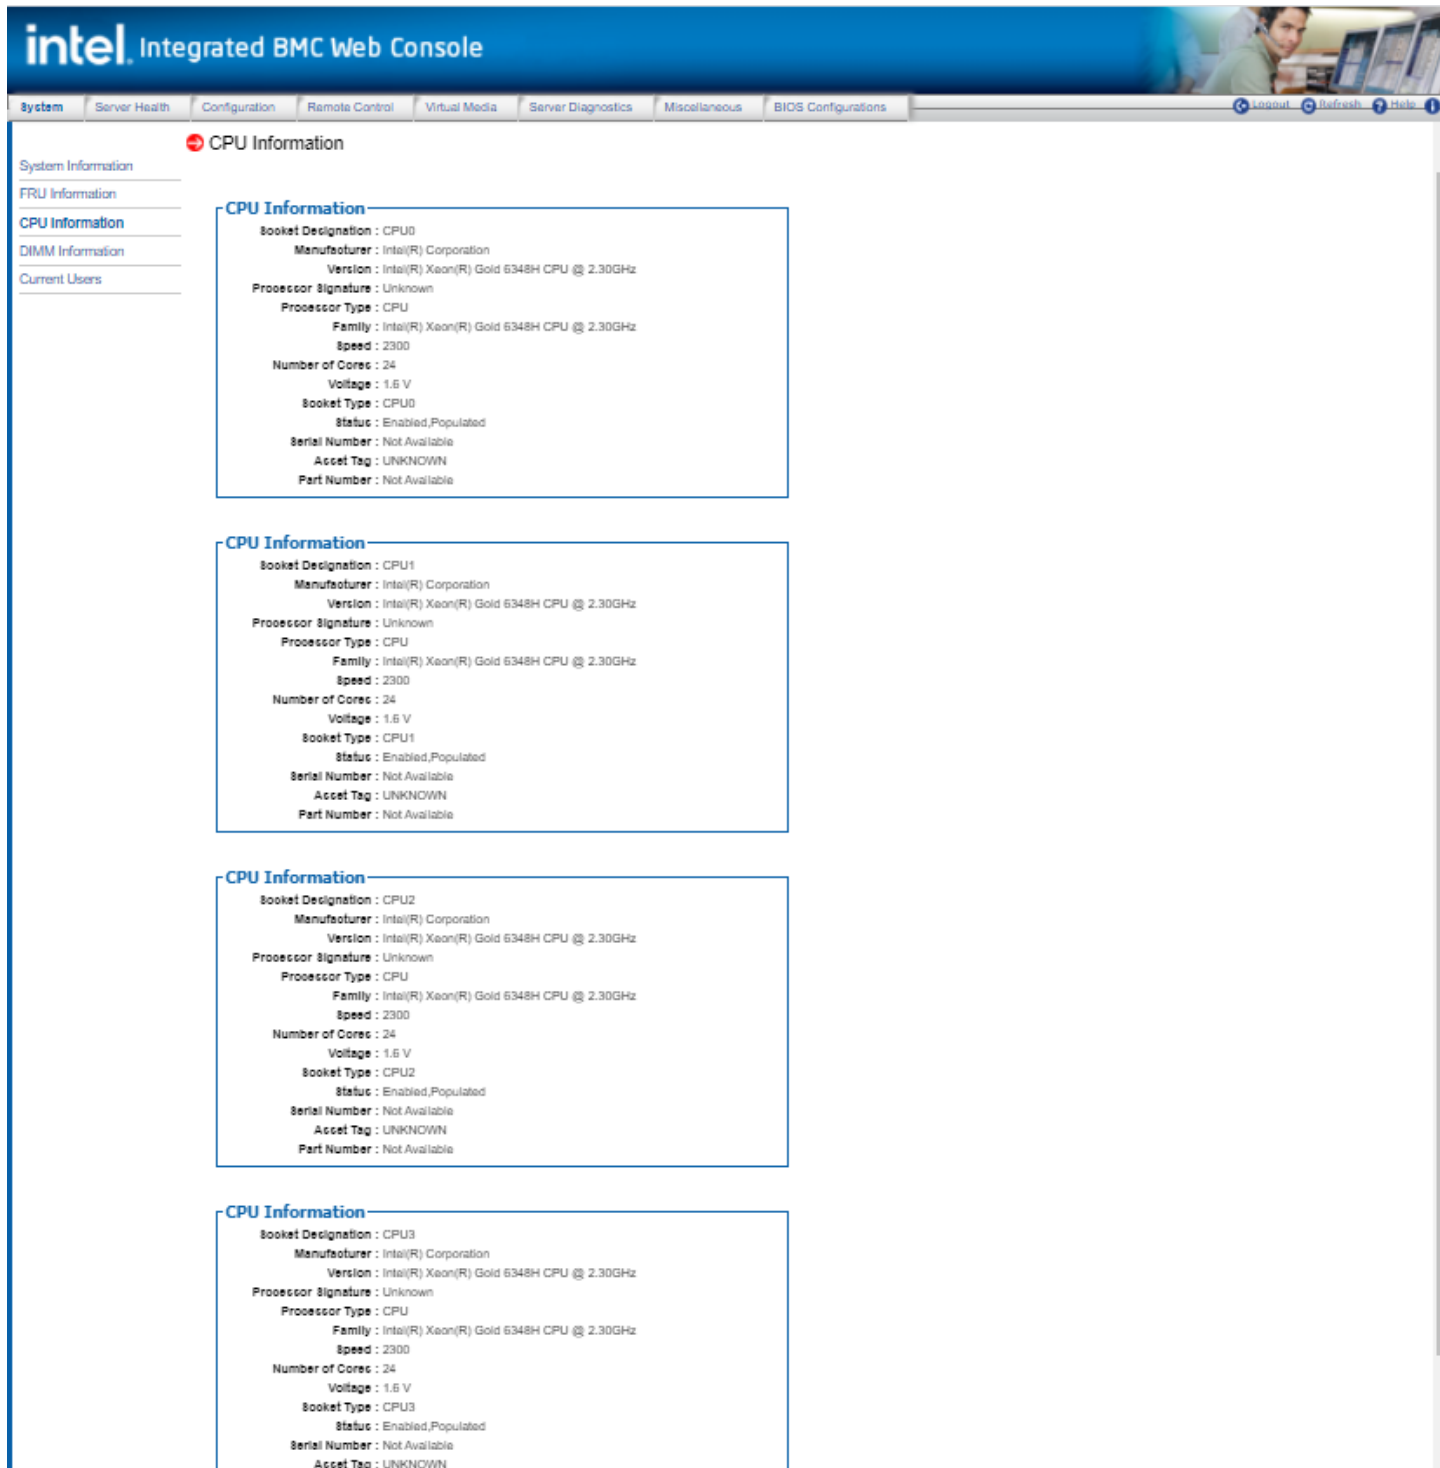 intel. Integrated BMC Web Console
System Server Health Configuration Remote Control Virtual Media Server Diagnostics Miscellaneous BIOS Configurations Logout Refresh Help
CPU Information
System Information
FRU Information
CPU Information
DIMM Information
Current Users
CPU Information
Socket Designation : CPU0
Manufacturer : Intel(R) Corporation
Version : Intel(R) Xeon(R) Gold 6348H CPU @ 2.30GHz
Processor Signature : Unknown
Processor Type : CPU
Family : Intel(R) Xeon(R) Gold 6348H CPU @ 2.30GHz
Speed : 2300
Number of Cores : 24
Voltage : 1.6 V
Socket Type : CPU0
Status : Enabled,Populated
Serial Number : Not Available
Asset Tag : UNKNOWN
Part Number : Not Available
CPU Information
Socket Designation : CPU1
Manufacturer : Intel(R) Corporation
Version : Intel(R) Xeon(R) Gold 6348H CPU @ 2.30GHz
Processor Signature : Unknown
Processor Type : CPU
Family : Intel(R) Xeon(R) Gold 6348H CPU @ 2.30GHz
Speed : 2300
Number of Cores : 24
Voltage : 1.6 V
Socket Type : CPU1
Status : Enabled,Populated
Serial Number : Not Available
Asset Tag : UNKNOWN
Part Number : Not Available
CPU Information
Socket Designation : CPU2
Manufacturer : Intel(R) Corporation
Version : Intel(R) Xeon(R) Gold 6348H CPU @ 2.30GHz
Processor Signature : Unknown
Processor Type : CPU
Family : Intel(R) Xeon(R) Gold 6348H CPU @ 2.30GHz
Speed : 2300
Number of Cores : 24
Voltage : 1.6 V
Socket Type : CPU2
Status : Enabled,Populated
Serial Number : Not Available
Asset Tag : UNKNOWN
Part Number : Not Available
CPU Information
Socket Designation : CPU3
Manufacturer : Intel(R) Corporation
Version : Intel(R) Xeon(R) Gold 6348H CPU @ 2.30GHz
Processor Signature : Unknown
Processor Type : CPU
Family : Intel(R) Xeon(R) Gold 6348H CPU @ 2.30GHz
Speed : 2300
Number of Cores : 24
Voltage : 1.6 V
Socket Type : CPU3
Status : Enabled,Populated
Serial Number : Not Available
Asset Tag : UNKNOWN